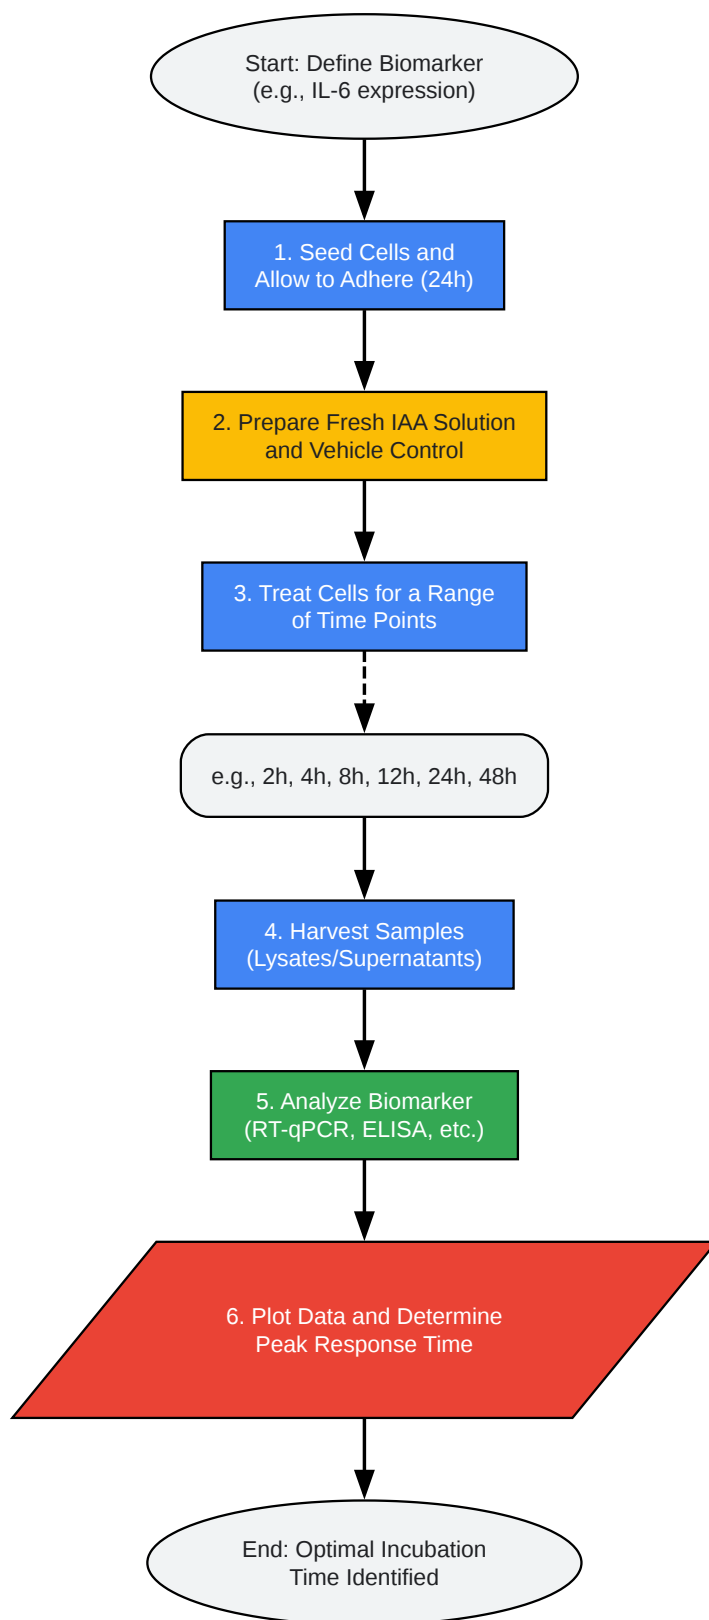 Start: Define Biomarker
(e.g., IL-6 expression)
1. Seed Cells and
Allow to Adhere (24h)
2. Prepare Fresh IAA Solution
and Vehicle Control
3. Treat Cells for a Range
of Time Points
e.g., 2h, 4h, 8h, 12h, 24h, 48h
4. Harvest Samples
(Lysates/Supernatants)
5. Analyze Biomarker
(RT-qPCR, ELISA, etc.)
6. Plot Data and Determine
Peak Response Time
End: Optimal Incubation
Time Identified